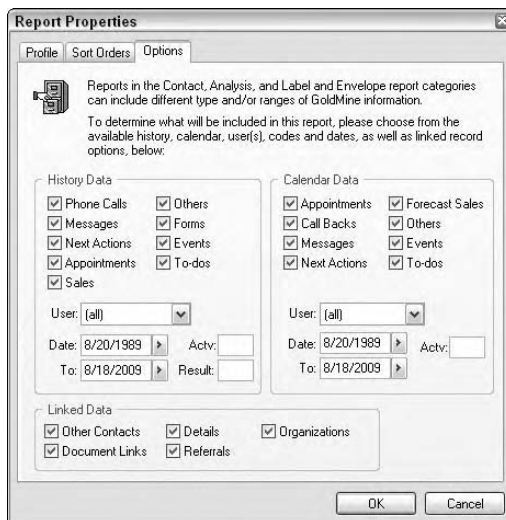 Report Properties
Profile Sort Orders Options
Reports in the Contact, Analysis, and Label and Envelope report categories
can include different type and/or ranges of GoldMine information.
To determine what will be included in this report, please choose from the
available history, calendar, user(s), codes and dates, as well as linked record
options, below:
History Data
Phone Calls Others
Messages Forms
Next Actions Events
Appointments To-dos
Sales
User: (all)
Date: 8/20/1989 Actv:
To: 8/18/2009 Result:
Calendar Data
Appointments Forecast Sales
Call Backs Others
Messages Events
Next Actions To-dos
User: (all)
Date: 8/20/1989 Actv:
To: 8/18/2009
Linked Data
Other Contacts Details Organizations
Document Links Referrals
OK Cancel